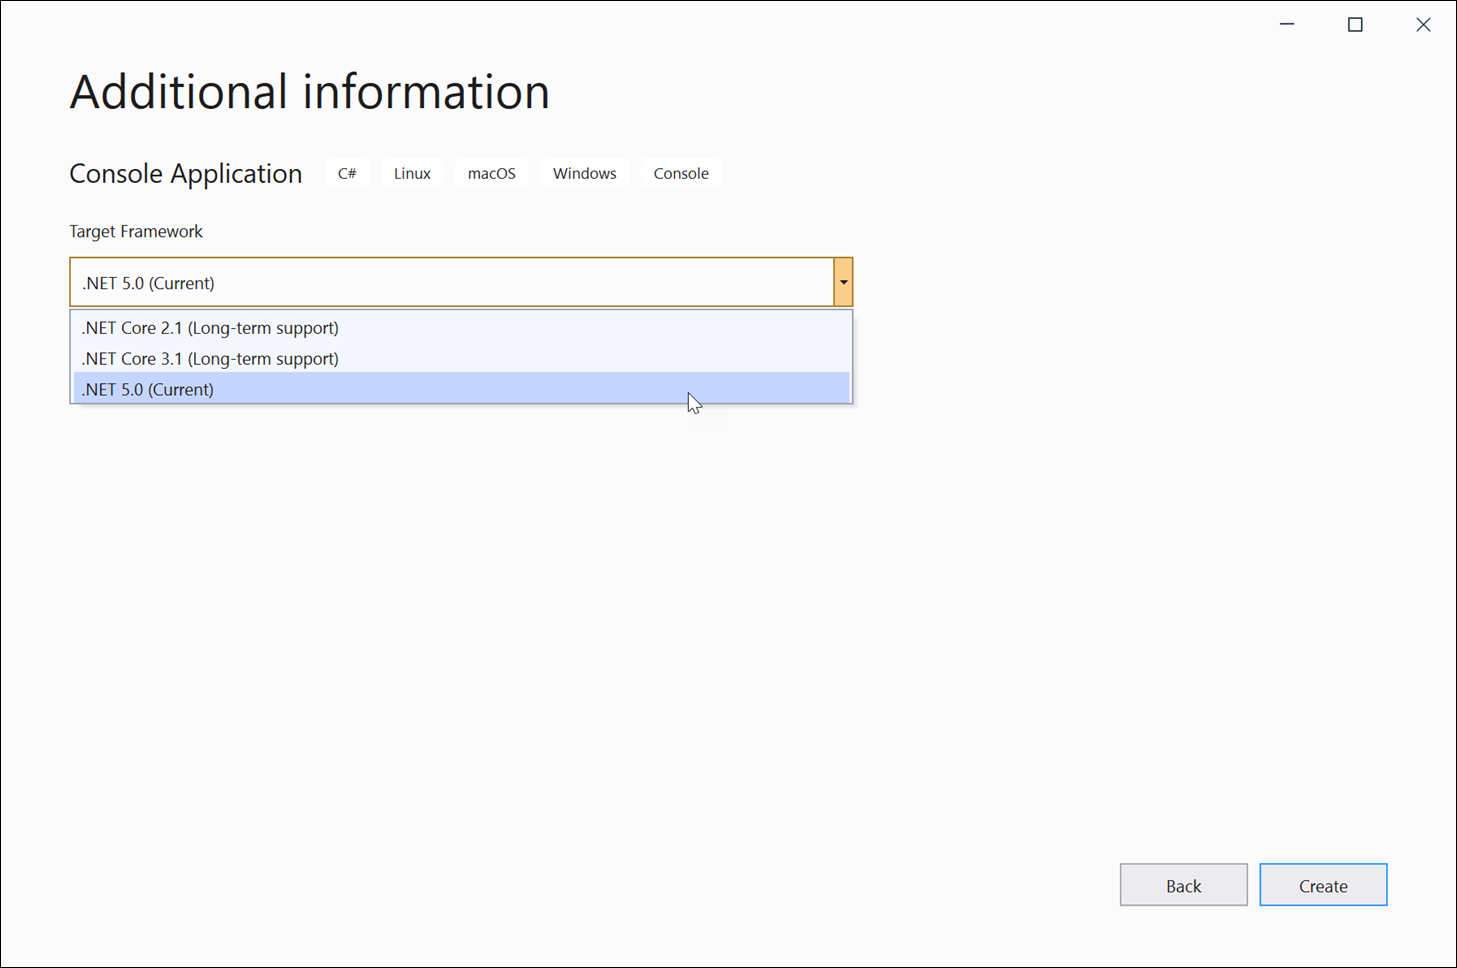 Additional information
Console Application C# Linux macOS Windows Console
Target Framework
.NET 5.0 (Current)
.NET Core 2.1 (Long-term support)
.NET Core 3.1 (Long-term support)
.NET 5.0 (Current)
Back Create